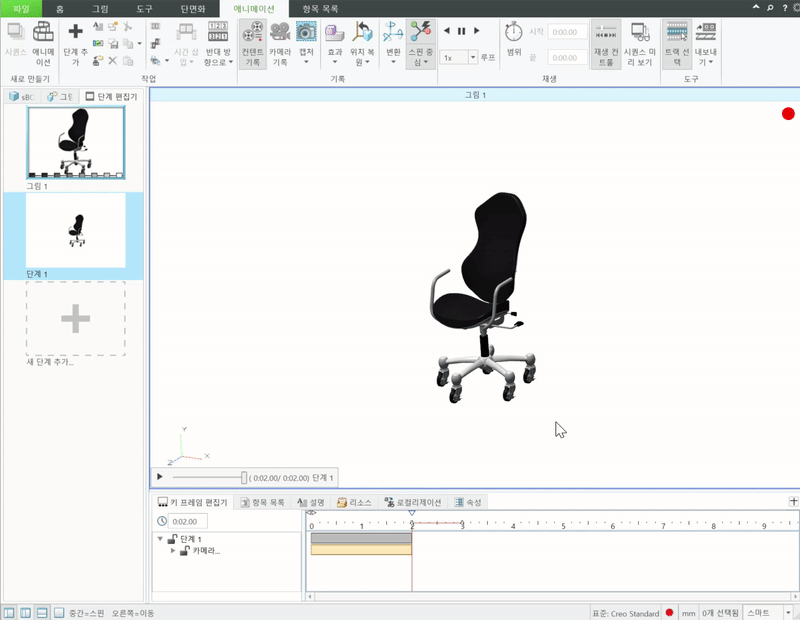 파일 홈 그림 도구 단면화 애니메이션 항목 목록
시퀀스 애니메이션 단계 추가 시간 삽입 반대 방향으로 컨텐트 기록 카메라 기록 캡처 효과 위치 복원 변환 스핀 중심
1x 루프
범위 시작 0:00.00
끝 0:00.00
재생 컨트롤 시퀀스 미리 보기 트랙 선택 내보내기
새로 만들기 작업 기록 재생 도구
단계 편집기
그림 1
그림 1
단계 1
새 단계 추가...
Y
X
Z
( 0:02.00/ 0:02.00) 단계 1
키 프레임 편집기 항목 목록 설명 리소스 로컬리제이션 속성
0:02.00
0 1 2 3 4 5 6 7 8 9
단계 1
카메라...
중간=스핀 오른쪽=이동 표준: Creo Standard mm 0개 선택됨 스마트